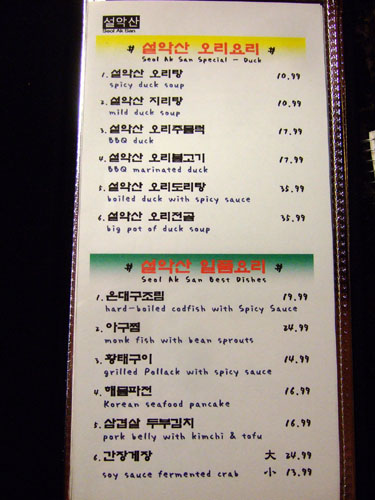 설악산
Seol Ak San
# 설악산 오리요리 #
Seol Ak San Special - Duck
1. 설악산 오리탕 10.99
spicy duck soup
2. 설악산 지리탕 10.99
mild duck soup
3. 설악산 오리주물럭 17.99
BBQ duck
4. 설악산 오리불고기 17.99
BBQ marinated duck
5. 설악산 오리도리탕 35.99
boiled duck with spicy sauce
6. 설악산 오리전골 35.99
big pot of duck soup
# 설악산 일품요리 #
Seol Ak San Best Dishes
1. 은대구조림 19.99
hard-boiled codfish with Spicy Sauce
2. 아구찜 24.99
monk fish with bean sprouts
3. 황태구이 14.99
grilled Pollack with spicy sauce
4. 해물파전 16.99
Korean seafood pancake
5. 삼겹살 두부김치 16.99
pork belly with kimchi & tofu
6. 간장게장 大 24.99
soy sauce fermented crab 小 13.99